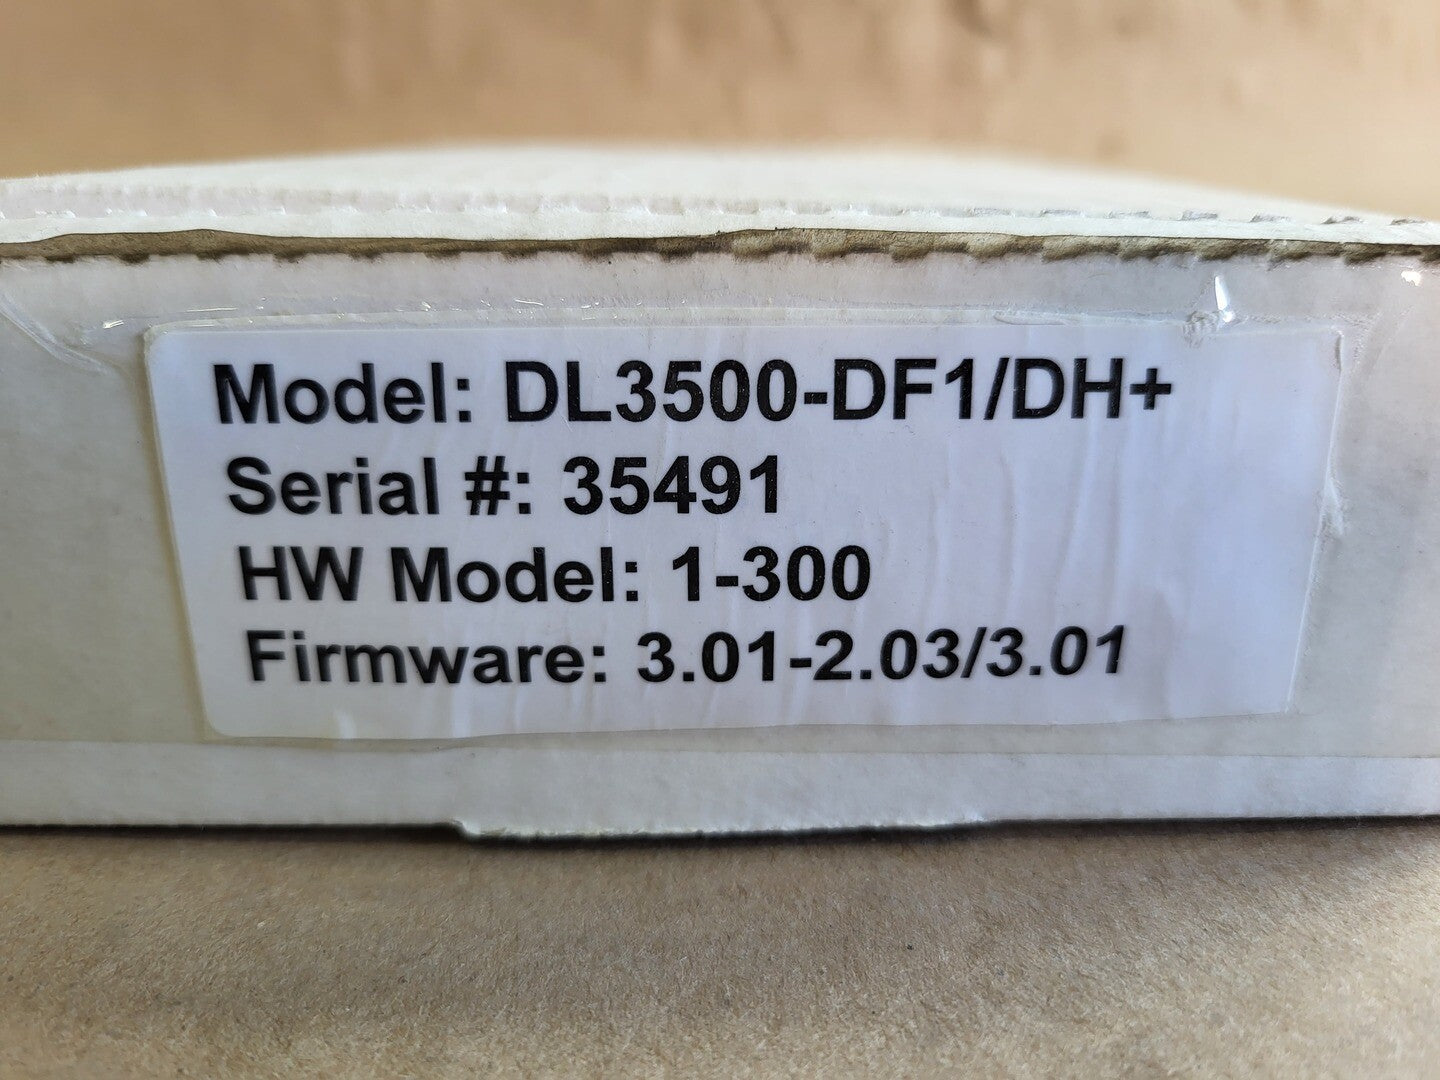 Model: DL3500-DF1/DH+
Serial #: 35491
HW Model: 1-300
Firmware: 3.01-2.03/3.01